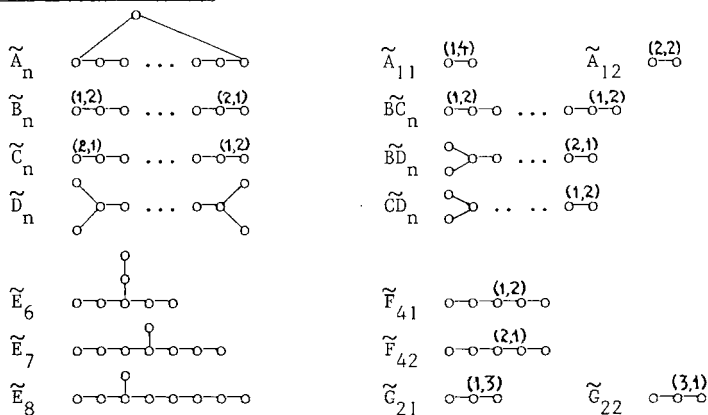 Ã_n ... Ã_11 (1,4) Ã_12 (2,2)
B̃_n (1,2) ... (2,1) B̃C_n (1,2) ... (1,2)
C̃_n (2,1) ... (1,2) B̃D_n ... (2,1)
D̃_n ... C̃D_n .. .. (1,2)
Ẽ_6 F̃_41 (1,2)
Ẽ_7 F̃_42 (2,1)
Ẽ_8 G̃_21 (1,3) G̃_22 (3,1)